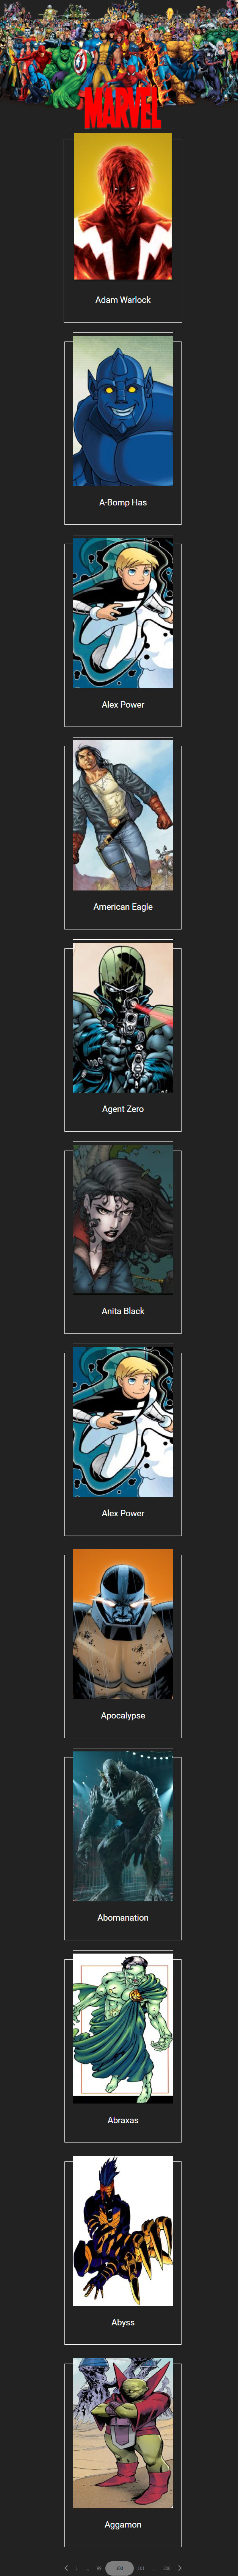 MARVEL
Adam Warlock
A-Bomp Has
Alex Power
American Eagle
Agent Zero
Anita Black
Alex Power
Apocalypse
Abomanation
Abraxas
Abyss
Aggamon